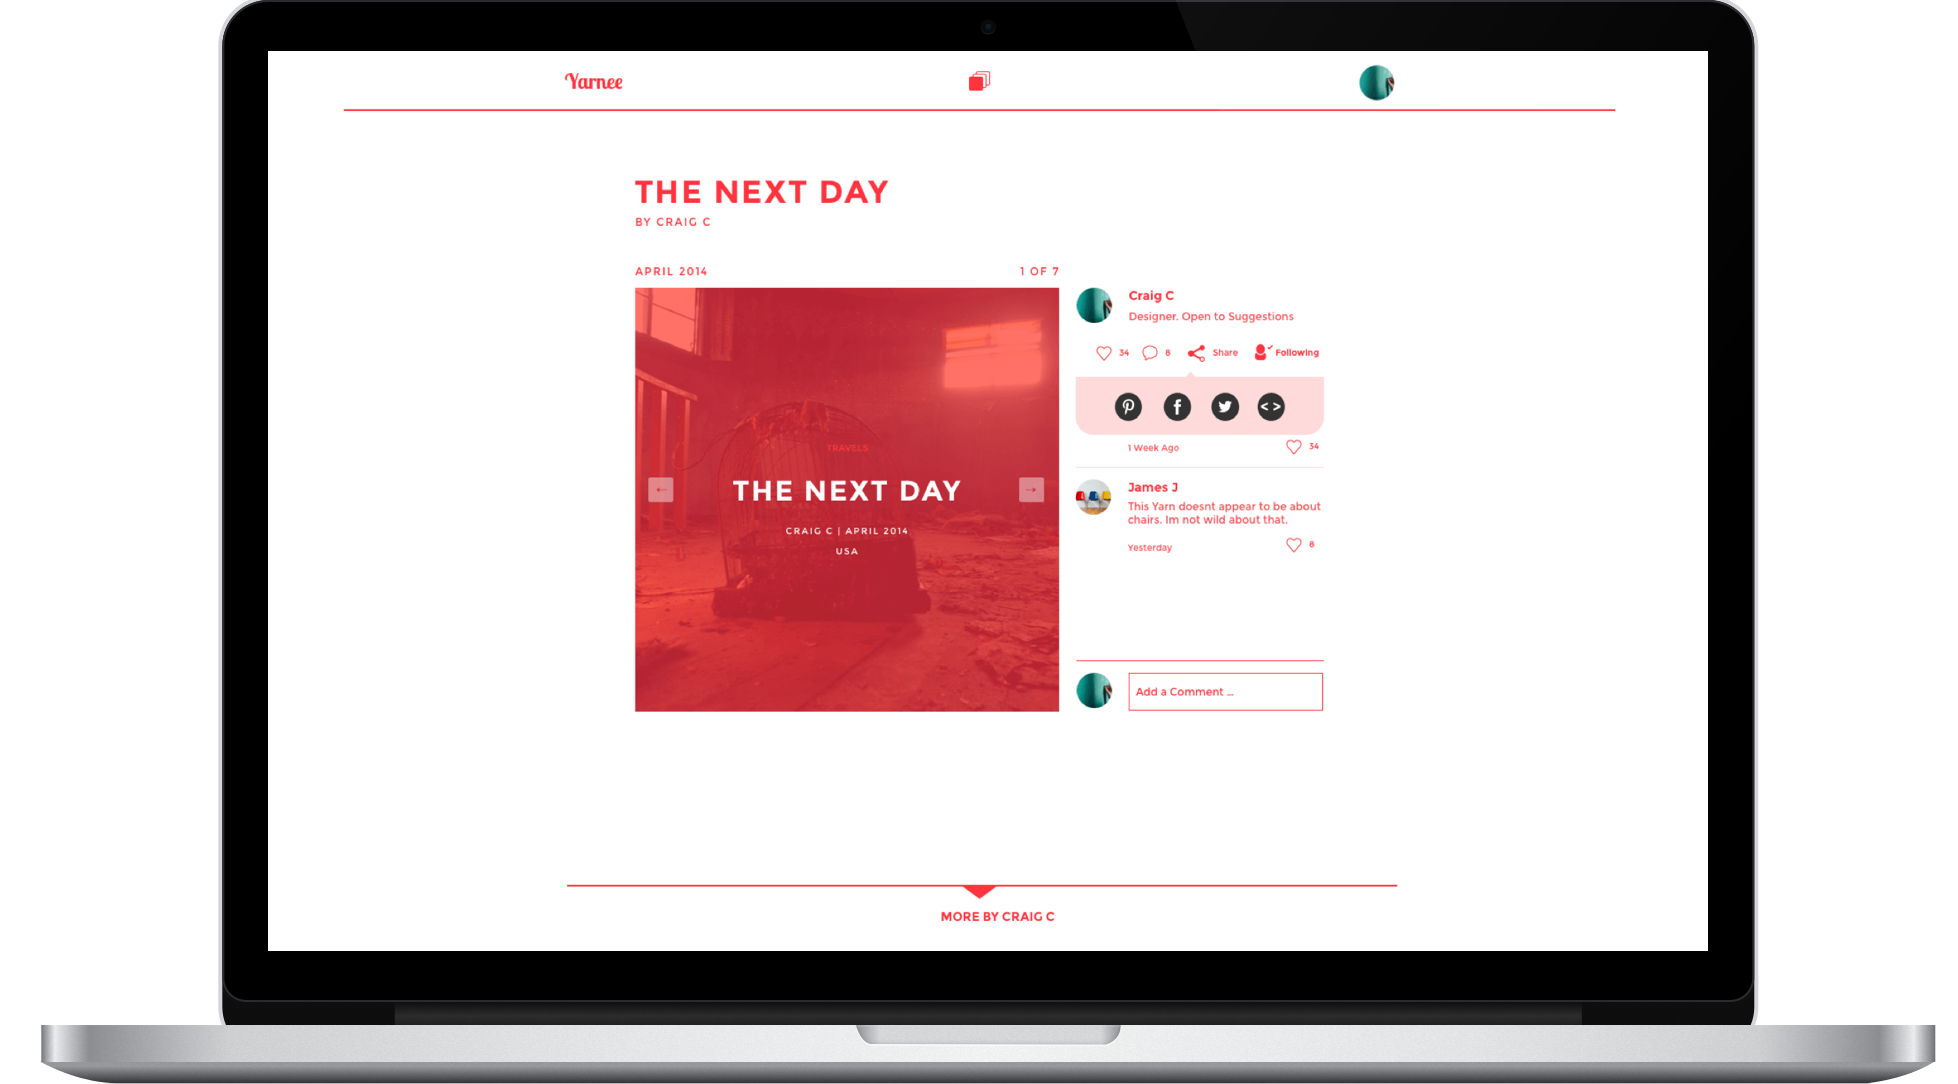 Yarnee
THE NEXT DAY
BY CRAIG C
APRIL 2014
1 OF 7
TRAVELS
THE NEXT DAY
CRAIG C | APRIL 2014
USA
Craig C
Designer. Open to Suggestions
34
8
Share
Following
1 Week Ago
34
James J
This Yarn doesnt appear to be about
chairs. Im not wild about that.
Yesterday
8
Add a Comment ...
MORE BY CRAIG C